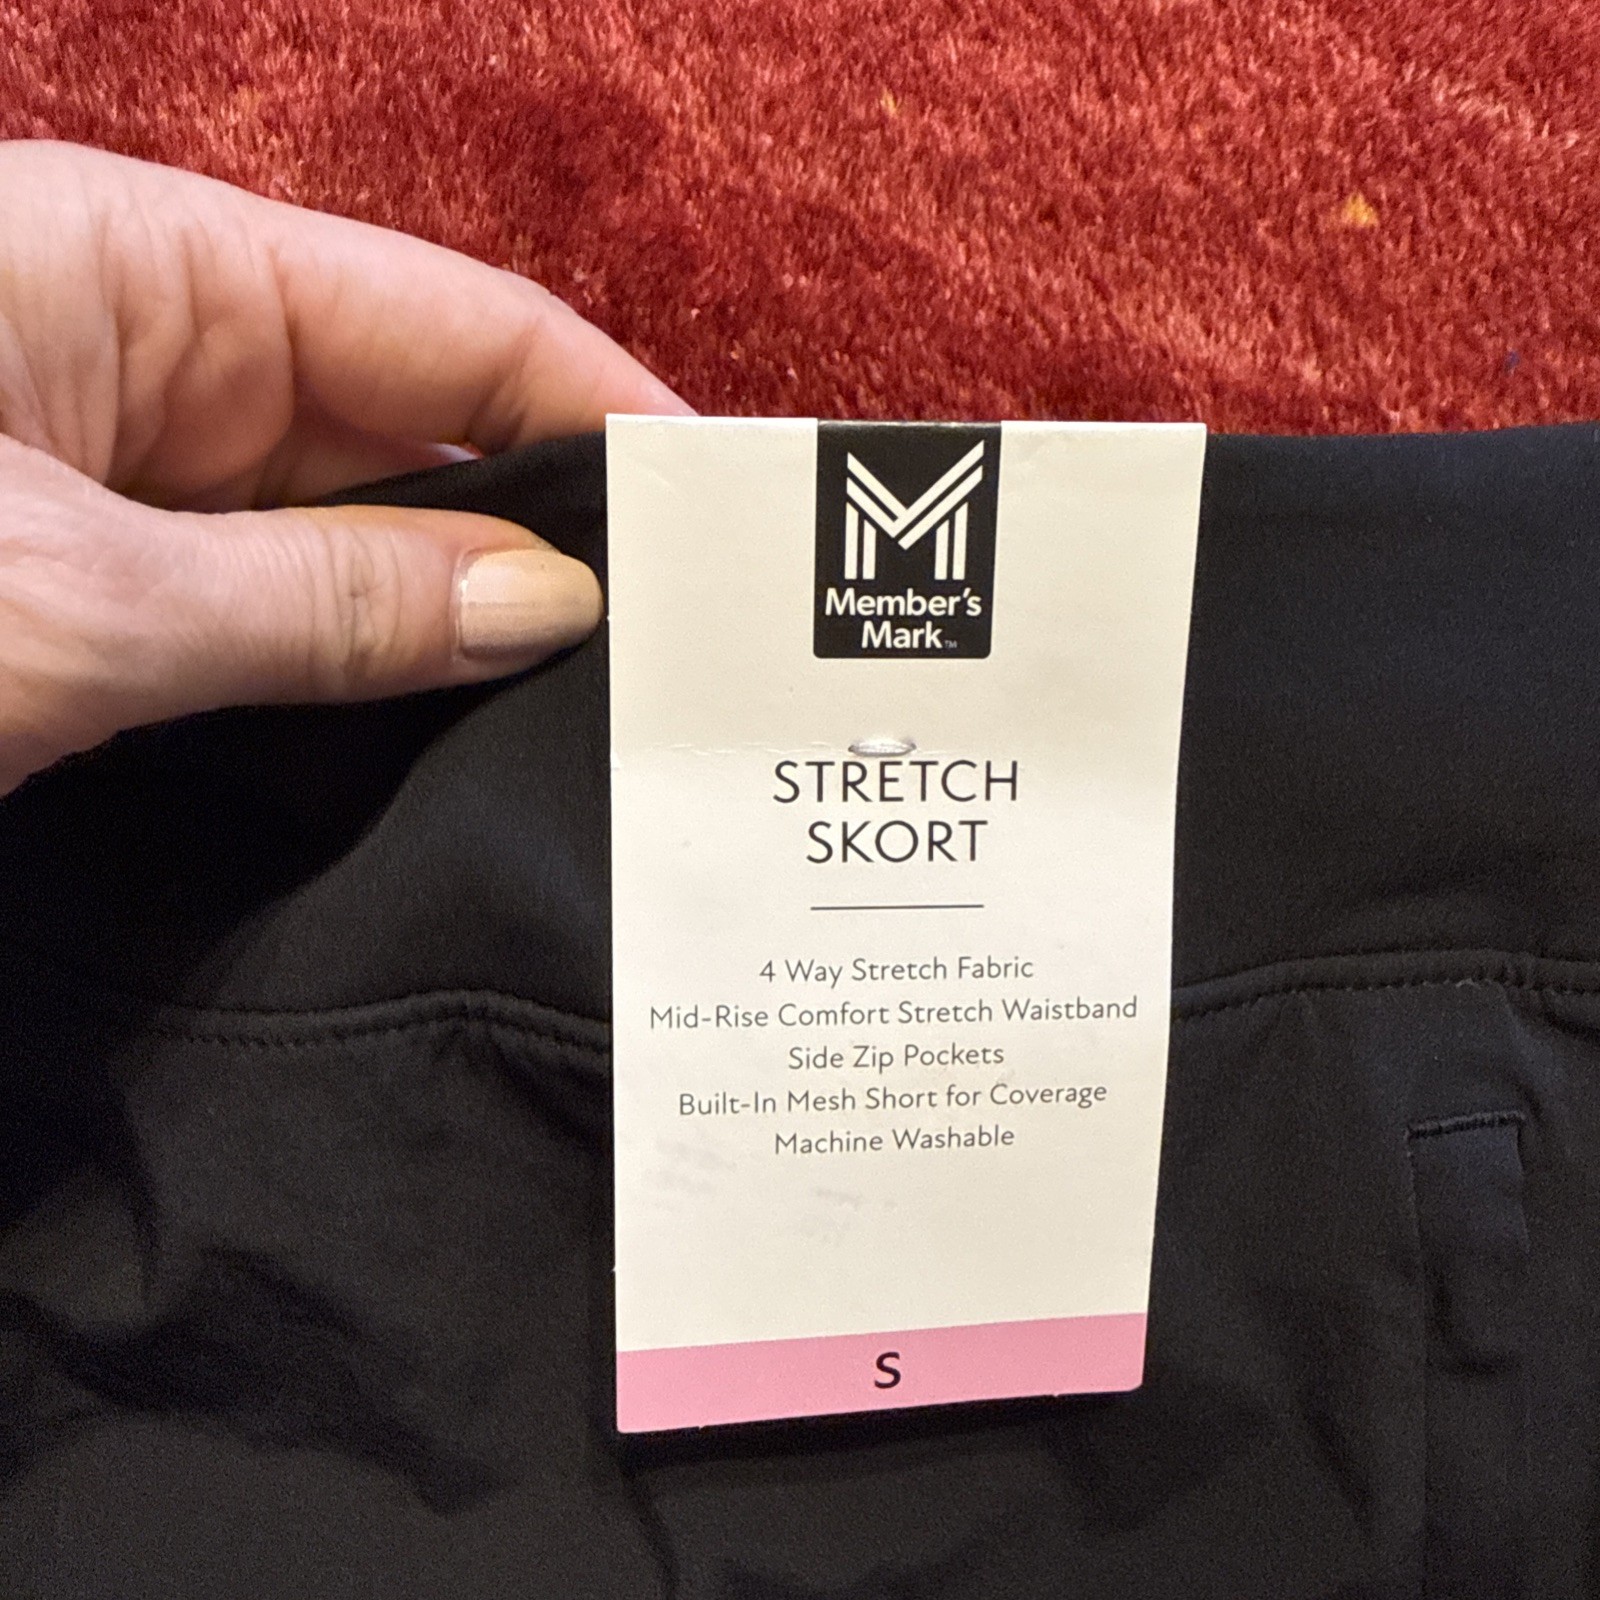 Member's
Mark™
STRETCH
SKORT
4 Way Stretch Fabric
Mid-Rise Comfort Stretch Waistband
Side Zip Pockets
Built-In Mesh Short for Coverage
Machine Washable
S